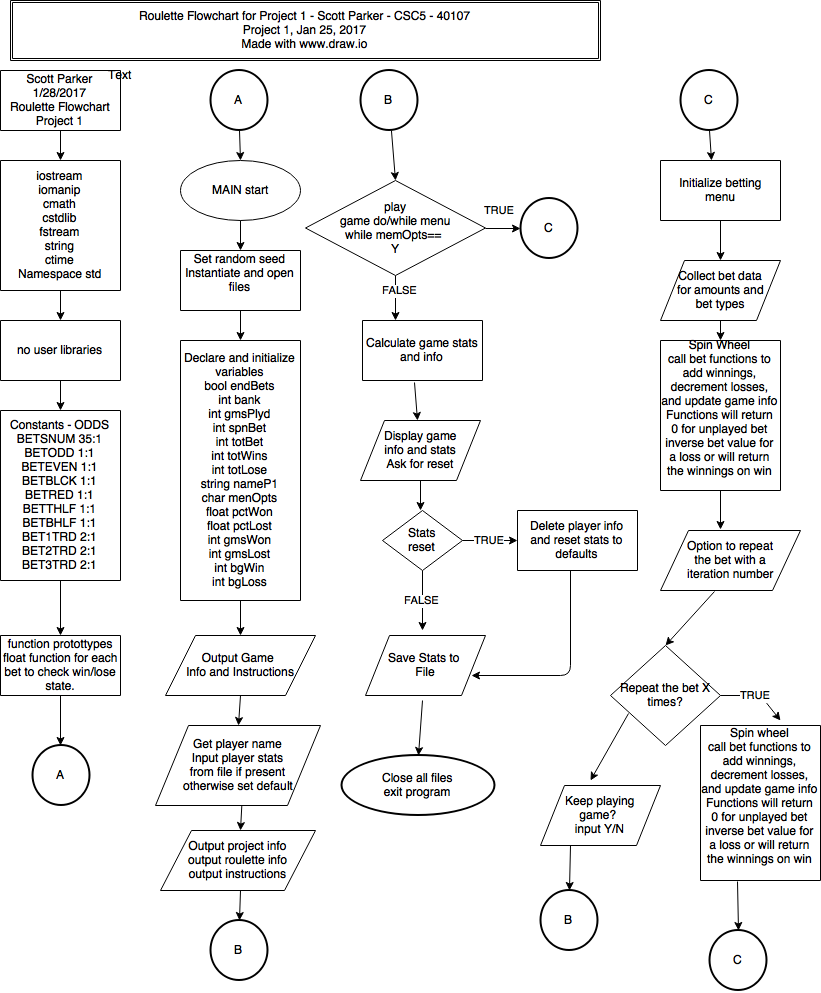 Roulette Flowchart for Project 1 - Scott Parker - CSC5 - 40107
Project 1, Jan 25, 2017
Made with www.draw.io
Text
Scott Parker
1/28/2017
Roulette Flowchart
Project 1
iostream
iomanip
cmath
cstdlib
fstream
string
ctime
Namespace std
no user libraries
Constants - ODDS
BETSNUM 35:1
BETODD 1:1
BETEVEN 1:1
BETBLCK 1:1
BETRED 1:1
BETTHLF 1:1
BETBHLF 1:1
BET1TRD 2:1
BET2TRD 2:1
BET3TRD 2:1
function protottypes
float function for each
bet to check win/lose
state.
A
A
MAIN start
Set random seed
Instantiate and open
files
Declare and initialize
variables
bool endBets
int bank
int gmsPlyd
int spnBet
int totBet
int totWins
int totLose
string nameP1
char menOpts
float pctWon
float pctLost
int gmsWon
int gmsLost
int bgWin
int bgLoss
Output Game
Info and Instructions
Get player name
Input player stats
from file if present
otherwise set default
Output project info
output roulette info
output instructions
B
B
play
game do/while menu
while memOpts==
Y
TRUE
C
FALSE
Calculate game stats
and info
Display game
info and stats
Ask for reset
Stats
reset
TRUE
Delete player info
and reset stats to
defaults
FALSE
Save Stats to
File
Close all files
exit program
C
Initialize betting
menu
Collect bet data
for amounts and
bet types
Spin Wheel
call bet functions to
add winnings,
decrement losses,
and update game info
Functions will return
0 for unplayed bet
inverse bet value for
a loss or will return
the winnings on win
Option to repeat
the bet with a
iteration number
Repeat the bet X
times?
TRUE
Spin wheel
call bet functions to
add winnings,
decrement losses,
and update game info
Functions will return
0 for unplayed bet
inverse bet value for
a loss or will return
the winnings on win
C
Keep playing
game?
input Y/N
B